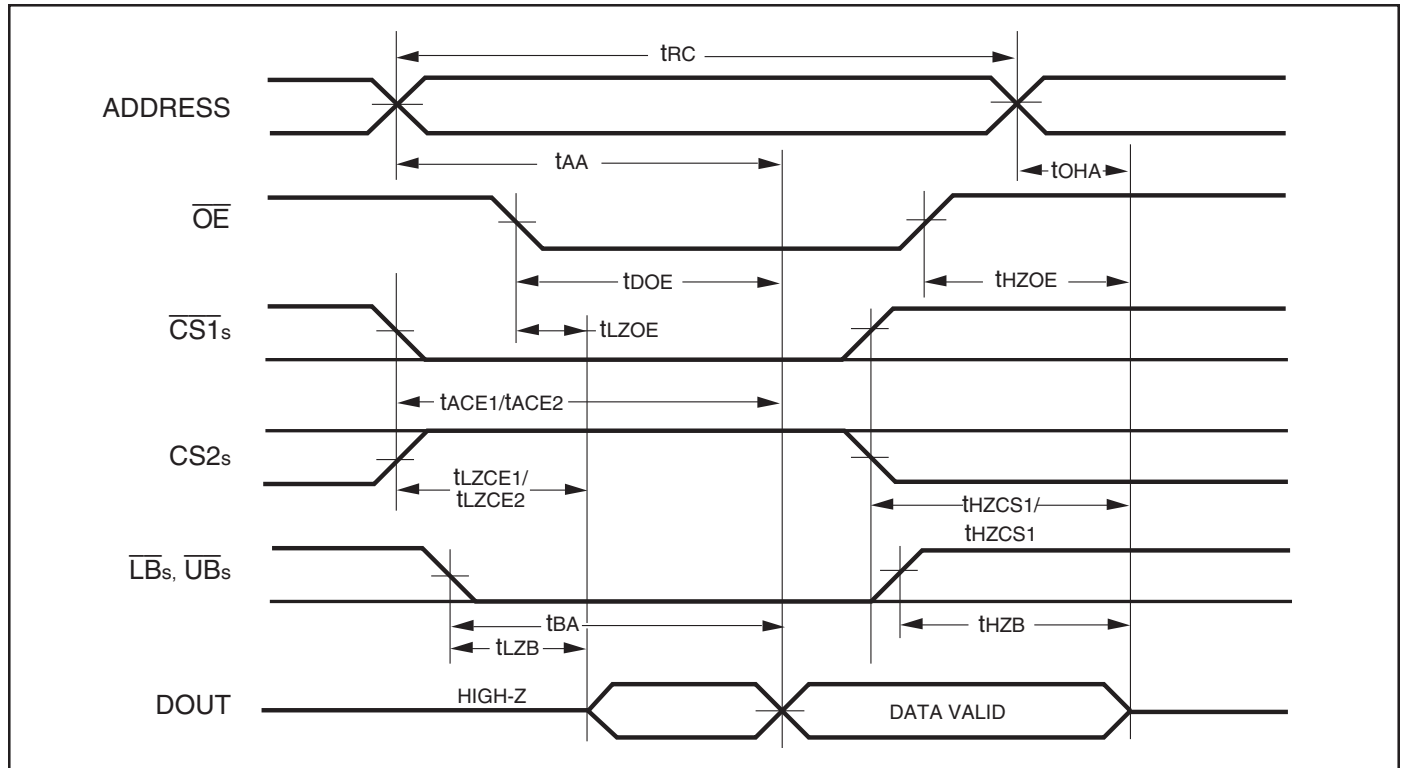 tRC
ADDRESS
tAA
tOHA
OE
tDOE
tHZOE
CS1s
tLZOE
tACE1/tACE2
CS2s
tLZCE1/
tLZCE2
tHZCS1/
tHZCS1
LBs, UBs
tBA
tHZB
tLZB
HIGH-Z
DOUT
DATA VALID